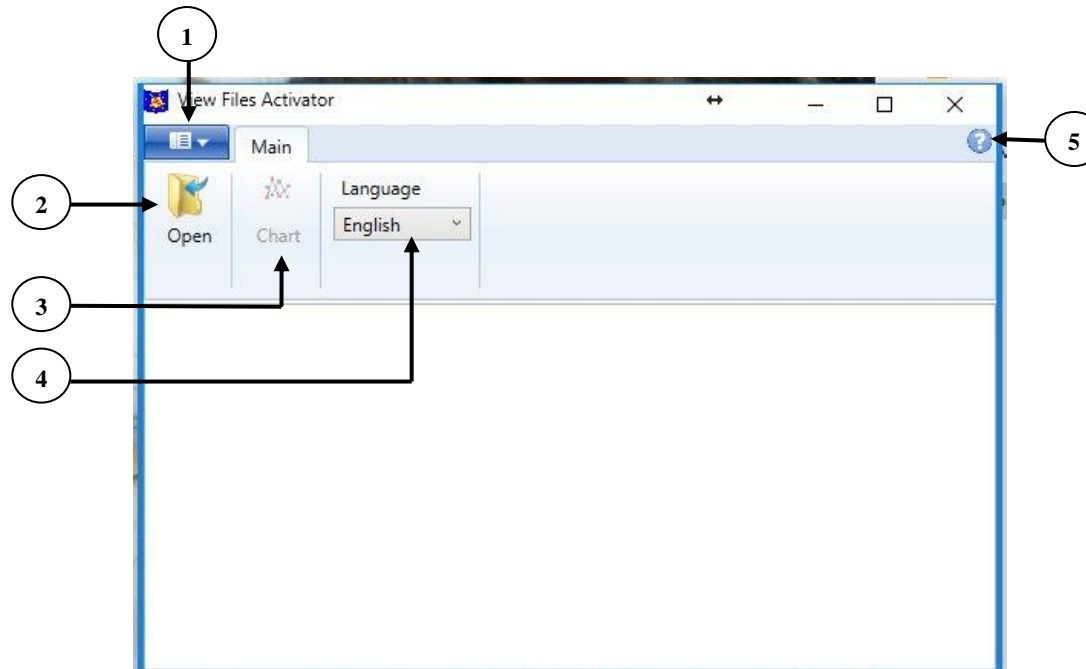 1
View Files Activator
Main
5
2
Language
English
Open
Chart
3
4